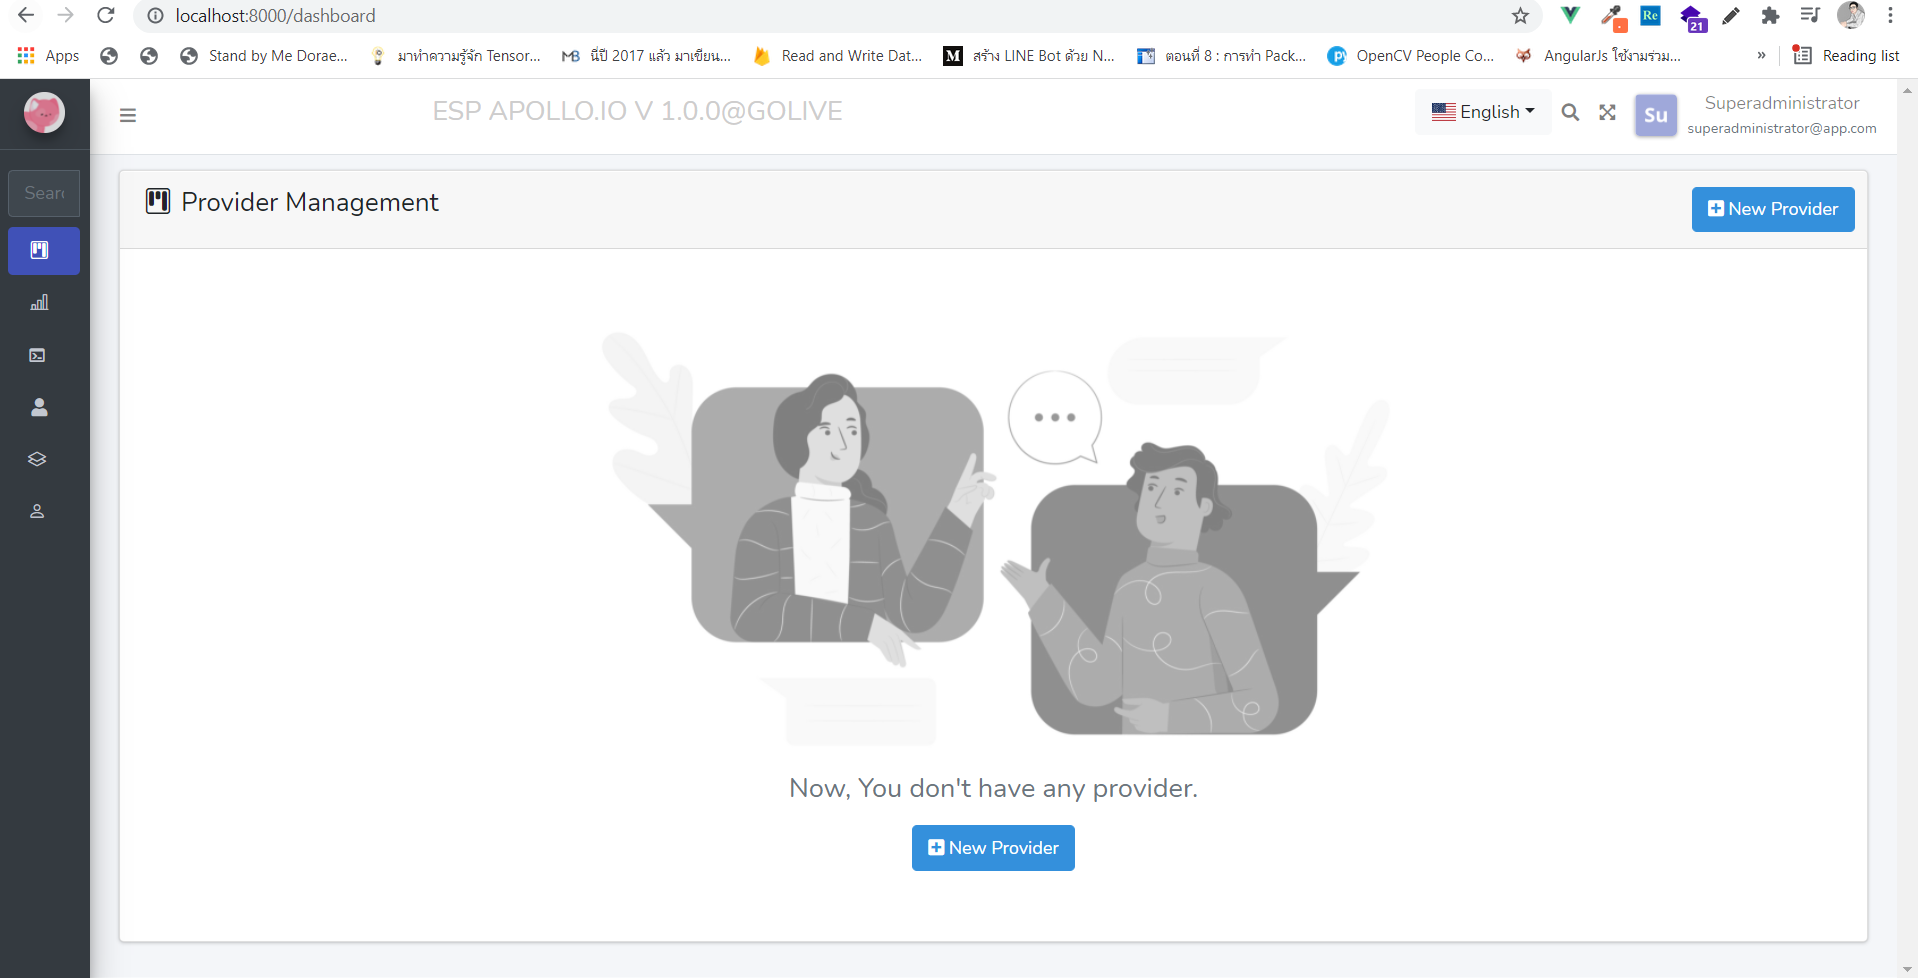 localhost:8000/dashboard
Re
21
Apps
Stand by Me Dorae...
มาทำความรู้จัก Tensor...
MB
นี่ปี 2017 แล้ว มาเขียน...
Read and Write Dat...
M
สร้าง LINE Bot ด้วย N...
ตอนที่ 8 : การทำ Pack...
OpenCV People Co...
AngularJs ใช้งานร่วม...
»
Reading list
ESP APOLLO.IO V 1.0.0@GOLIVE
English
Su
Superadministrator
superadministrator@app.com
Sear
Provider Management
New Provider
Now, You don't have any provider.
New Provider